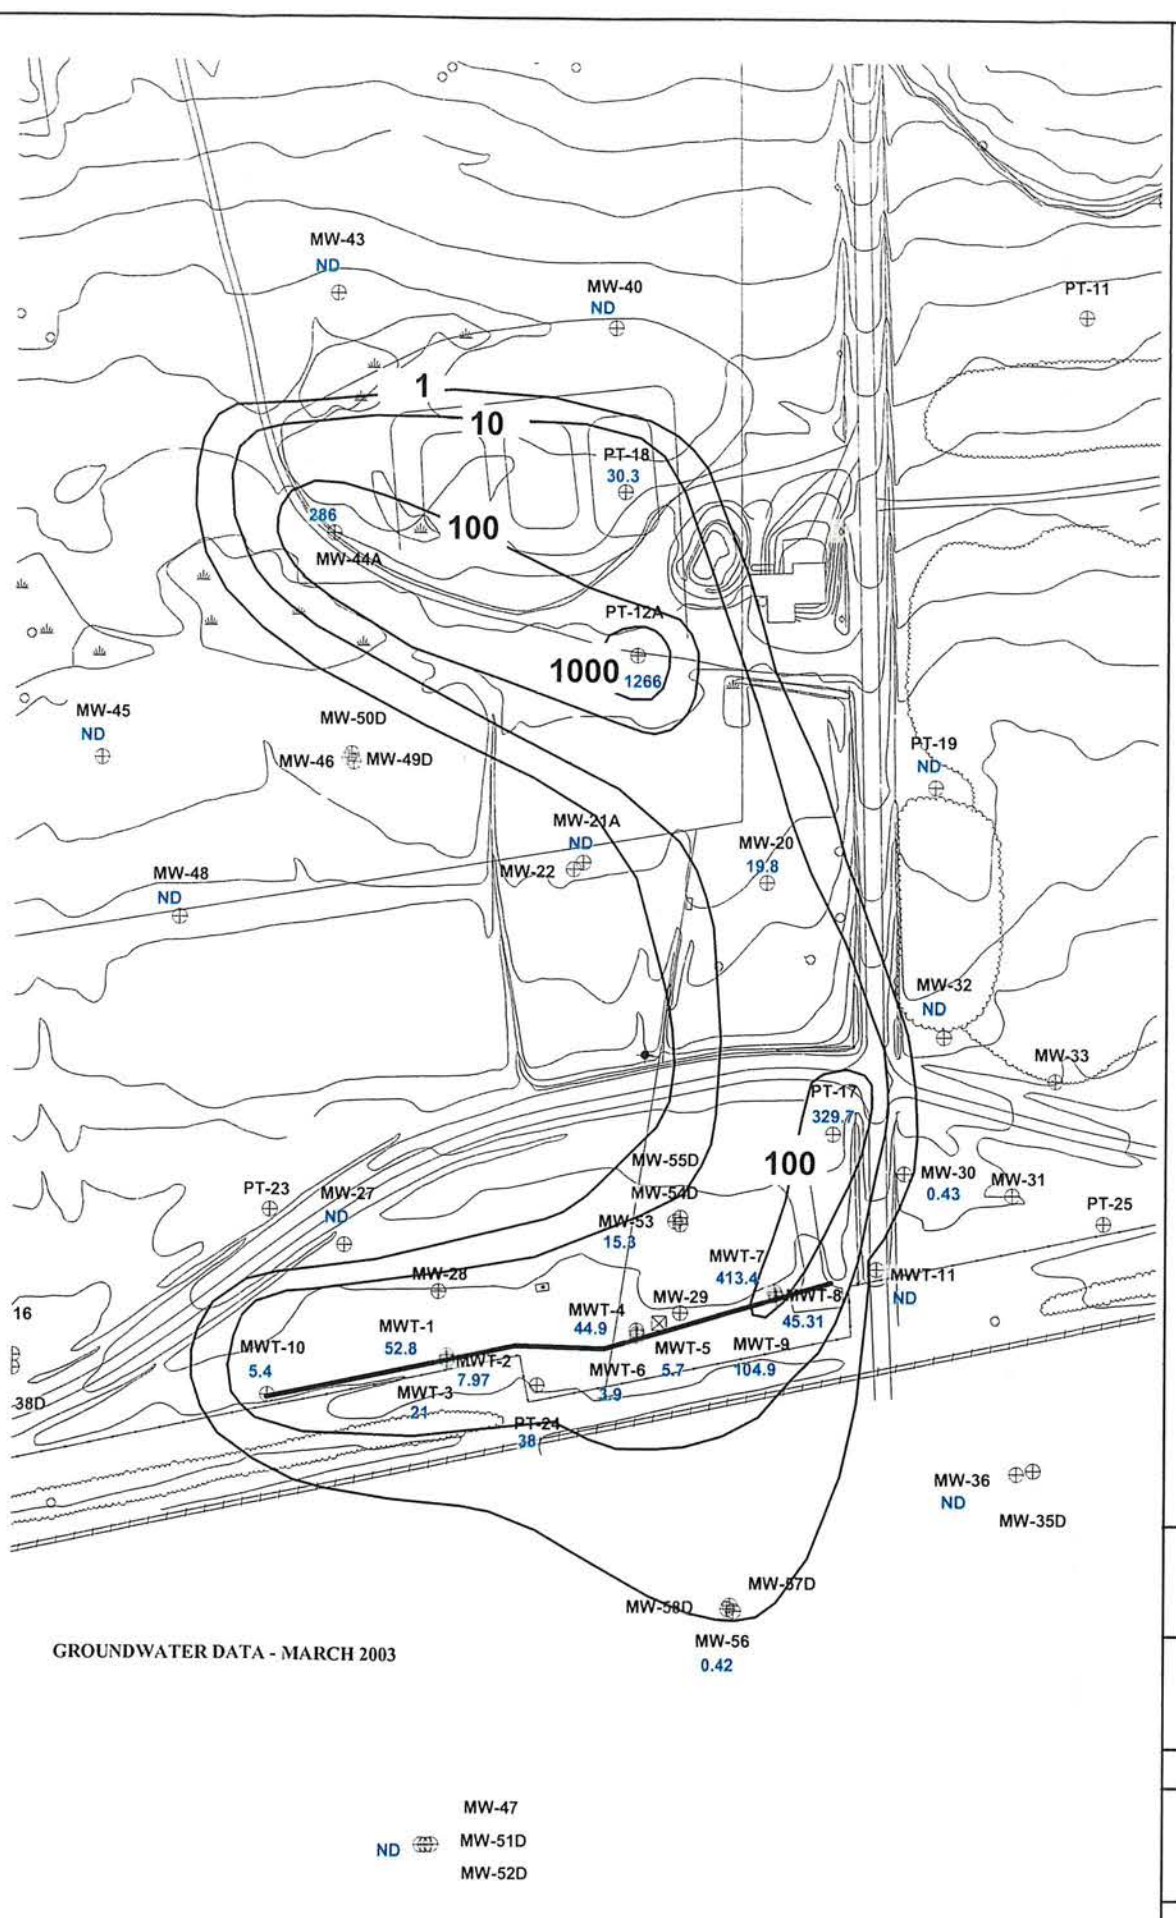 MW-43
ND
MW-40
ND
PT-11
1
10
PT-18
30.3
286
100
MW-44A
PT-12A
1000
1266
MW-45
ND
MW-50D
MW-46
MW-49D
PT-19
ND
MW-21A
ND
MW-22
MW-20
19.8
MW-48
ND
MW-32
ND
MW-33
PT-17
329.7
100
MW-55D
MW-30
0.43
MW-31
PT-23
MW-27
ND
MW-54D
MW-53
15.3
PT-25
MWT-7
413.4
MWT-11
ND
MW-28
MW-29
MWT-8
45.31
16
MWT-4
44.9
MWT-1
52.8
MWT-10
5.4
MWT-2
7.97
MWT-5
5.7
MWT-9
104.9
MWT-6
3.9
38D
MWT-3
21
PT-24
38
MW-36
ND
MW-35D
MW-57D
MW-58D
MW-56
0.42
GROUNDWATER DATA - MARCH 2003
MW-47
ND MW-51D
MW-52D